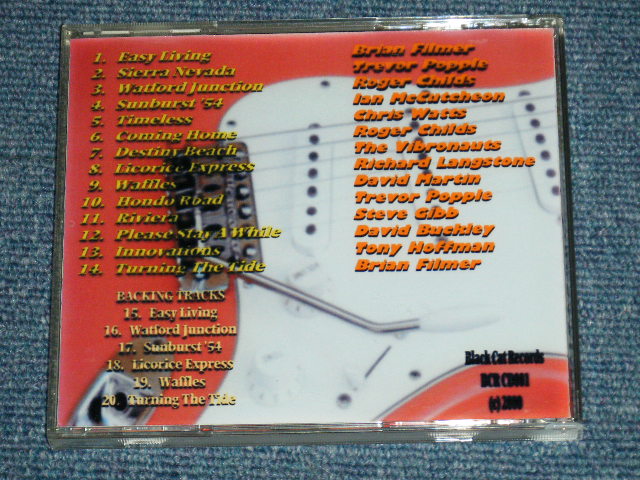 1. Easy Living
2. Sierra Nevada
3. Watford Junction
4. Sunburst '54
5. Timeless
6. Coming Home
7. Destiny Beach
8. Licorice Express
9. Waffles
10. Hondo Road
11. Riviera
12. Please Stay A While
13. Innovations
14. Turning The Tide
Brian Filmer
Trevor Popple
Roger Childs
Ian McCutcheon
Chris Watts
Roger Childs
The Vibronauts
Richard Langstone
David Martin
Trevor Popple
Steve Gibb
David Buckley
Tony Hoffman
Brian Filmer
BACKING TRACKS
15. Easy Living
16. Watford Junction
17. Sunburst '54
18. Licorice Express
19. Waffles
20. Turning The Tide
Black Cat Records
BCR CD001
(c) 2000